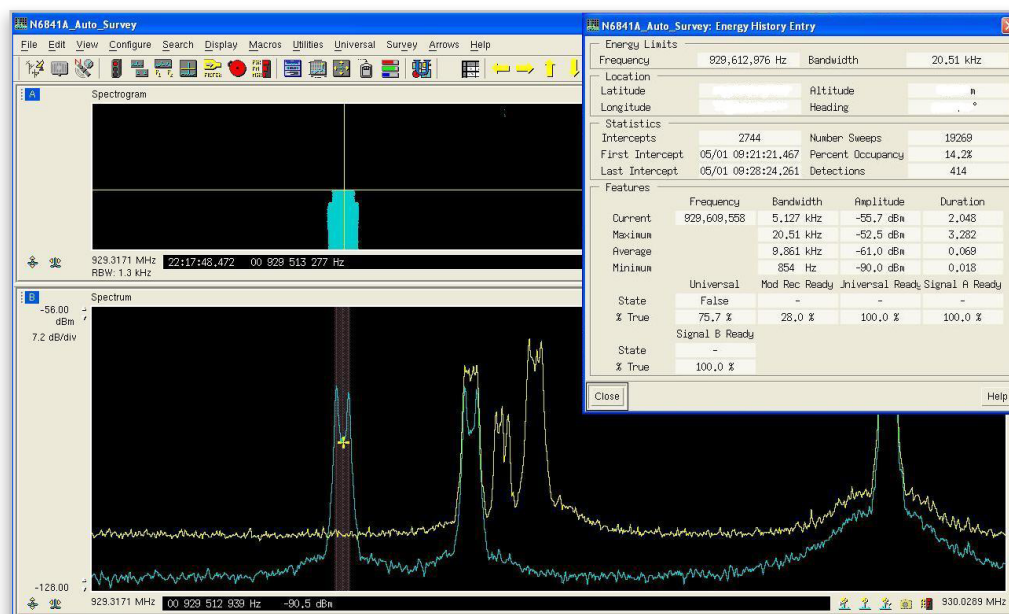 N6841A_Auto_Survey
File Edit View Configure Search Display Macros Utilities Universal Survey Arrows Help
A Spectrogram
929.3171 MHz 22:17:48.472 00 929 513 277 Hz
RBW: 1.3 kHz
B Spectrum
-56.00
dBm
7.2 dB/div
-128.00
929.3171 MHz 00 929 512 939 Hz -90.5 dBm 930.0289 MHz
N6841A_Auto_Survey: Energy History Entry
Energy Limits
Frequency 929,612,976 Hz Bandwidth 20.51 kHz
Location
Latitude Altitude m
Longitude Heading . °
Statistics
Intercepts 2744 Number Sweeps 19269
First Intercept 05/01 09:21:21.467 Percent Occupancy 14.2%
Last Intercept 05/01 09:28:24.261 Detections 414
Features
Frequency Bandwidth Amplitude Duration
Current 929,609,558 5.127 kHz -55.7 dBm 2.048
Maximum 20.51 kHz -52.5 dBm 3.282
Average 9.861 kHz -61.0 dBm 0.069
Minimum 854 Hz -90.0 dBm 0.018
Universal Mod Rec Ready Universal Ready Signal A Ready
State False - - -
% True 75.7 % 28.0 % 100.0 % 100.0 %
Signal B Ready
State -
% True 100.0 %
Close Help